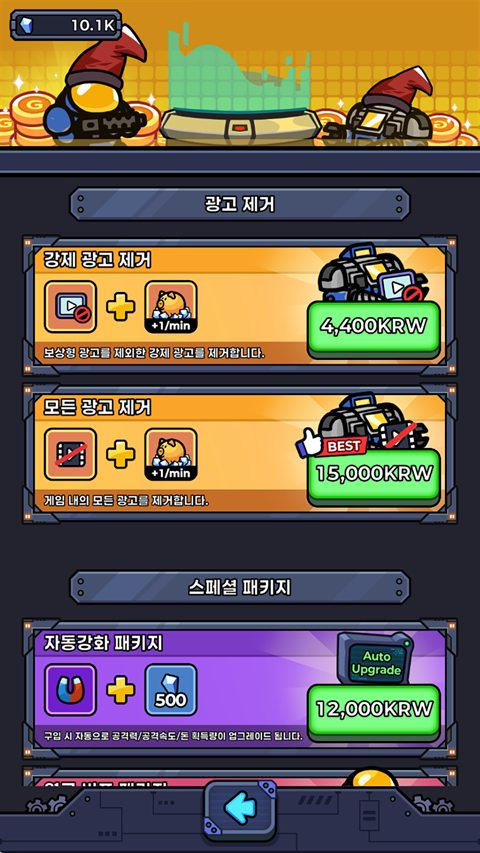 10.1K
광고 제거
강제 광고 제거
+1/min
4,400KRW
보상형 광고를 제외한 강제 광고를 제거합니다.
모든 광고 제거
BEST
+1/min
15,000KRW
게임 내의 모든 광고를 제거합니다.
스페셜 패키지
자동강화 패키지
Auto
Upgrade
500
12,000KRW
구입 시 자동으로 공격력/공격속도/돈 획득량이 업그레이드 됩니다.